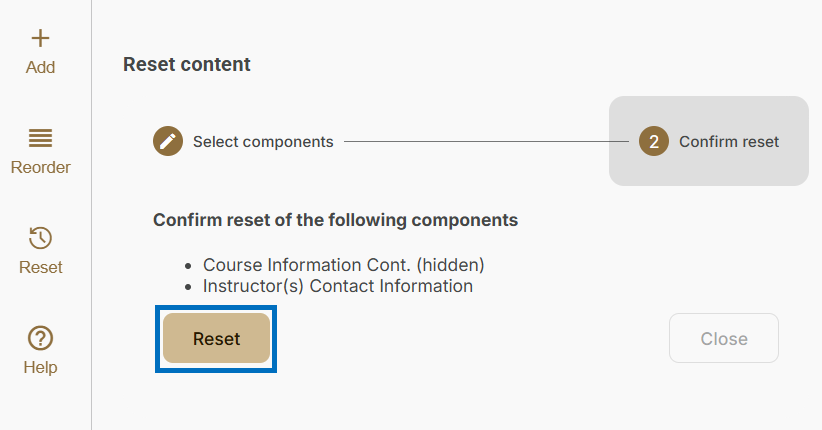 Add
Reorder
Reset
Help
Reset content
Select components
2 Confirm reset
Confirm reset of the following components
• Course Information Cont. (hidden)
• Instructor(s) Contact Information
Reset
Close